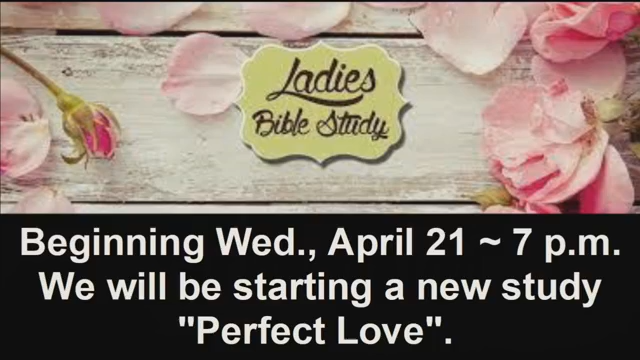 Ladies
Bible Study
Beginning Wed., April 21 ~ 7 p.m.
We will be starting a new study
"Perfect Love".